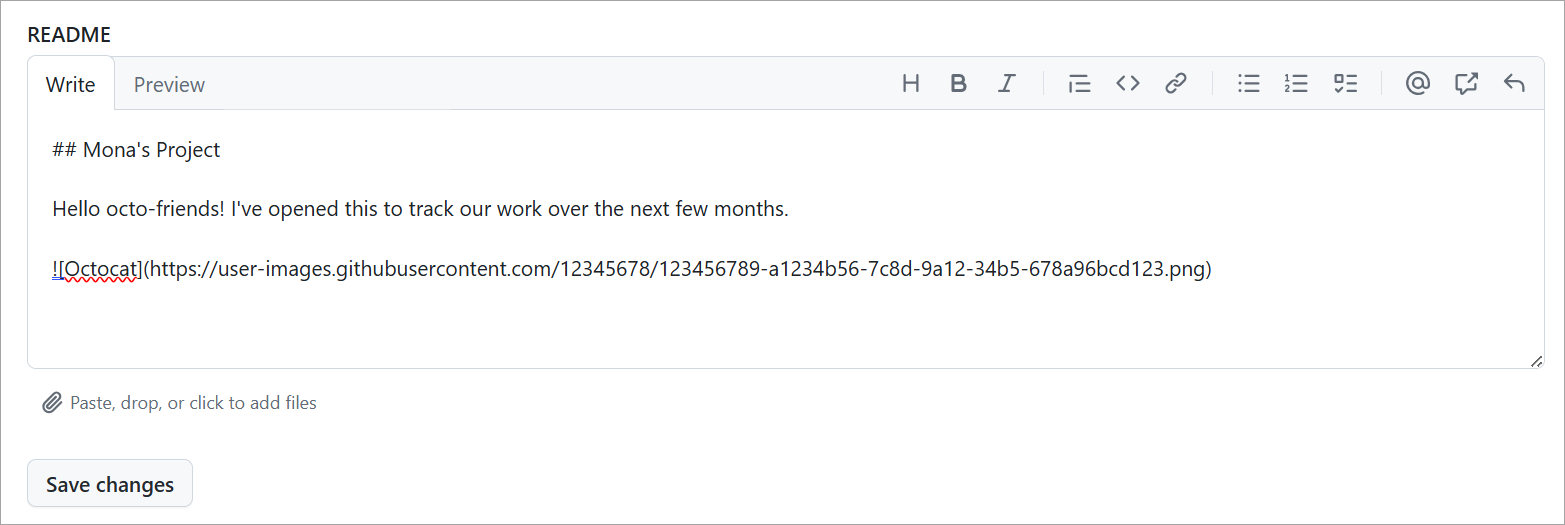 README
Write Preview
## Mona's Project
Hello octo-friends! I've opened this to track our work over the next few months.
![Octocat](https://user-images.githubusercontent.com/12345678/123456789-a1234b56-7c8d-9a12-34b5-678a96bcd123.png)
Paste, drop, or click to add files
Save changes